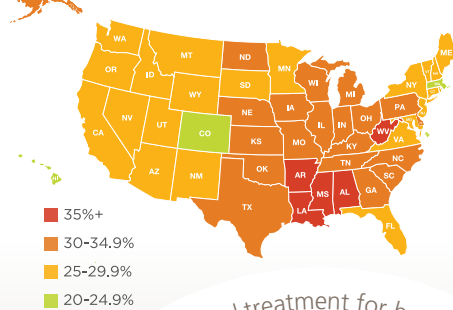 WA
MT
ND
MN
ME
OR
ID
SD
WI
MI
NY
WY
NE
IA
PA
NV
UT
CO
IL
IN
OH
CA
KS
MO
WV
VA
KY
AZ
NM
OK
TN
NC
AR
SC
TX
LA
MS
AL
GA
FL
35%+
30-34.9%
25-29.9%
20-24.9%
treatment for